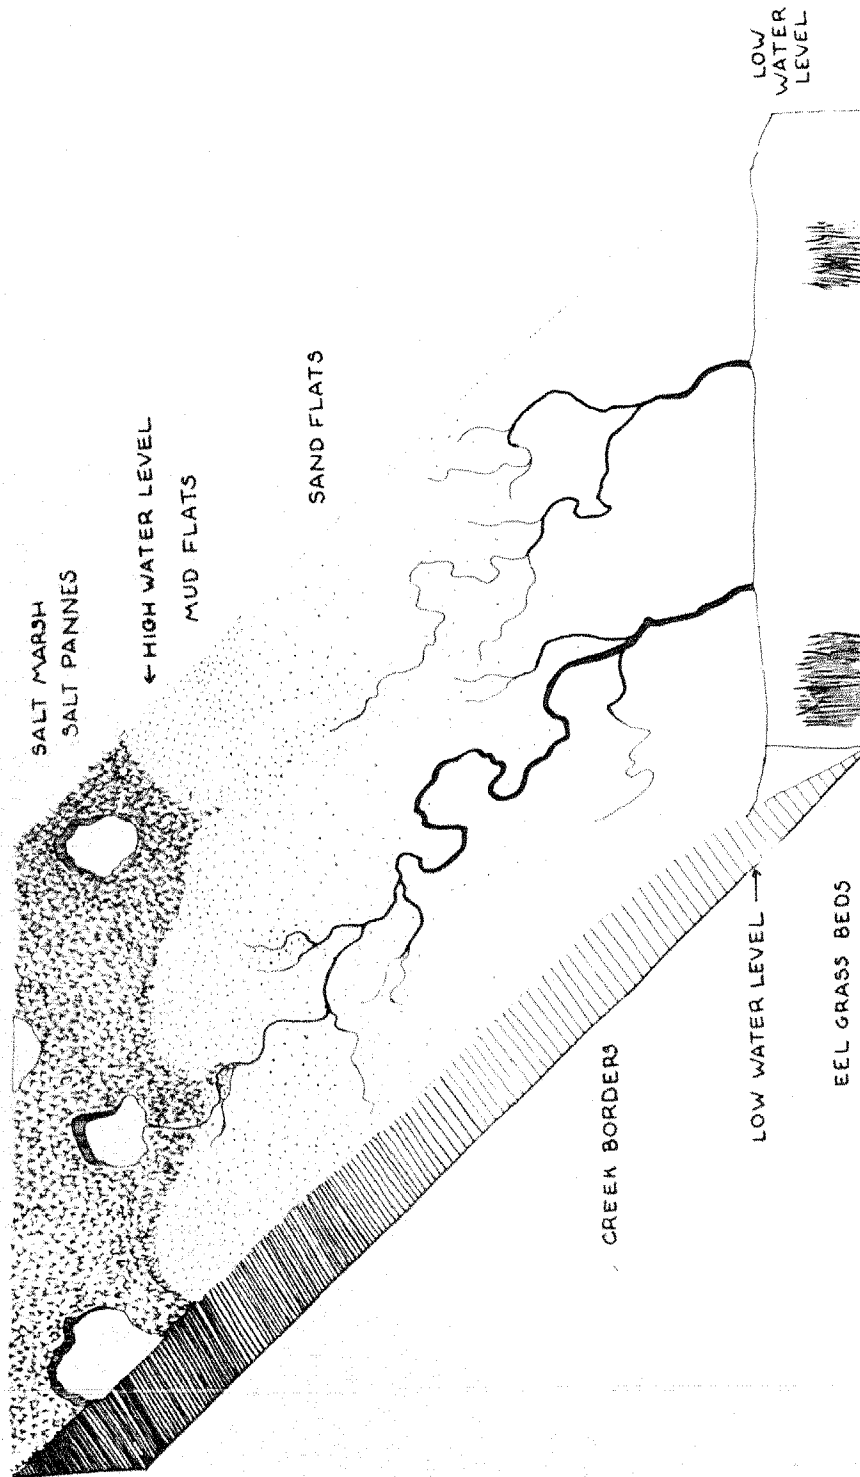 SALT MARSH
SALT PANNES
← HIGH WATER LEVEL
MUD FLATS
SAND FLATS
CREEK BORDERS
LOW WATER LEVEL →
EEL GRASS BEDS
LOW
WATER
LEVEL